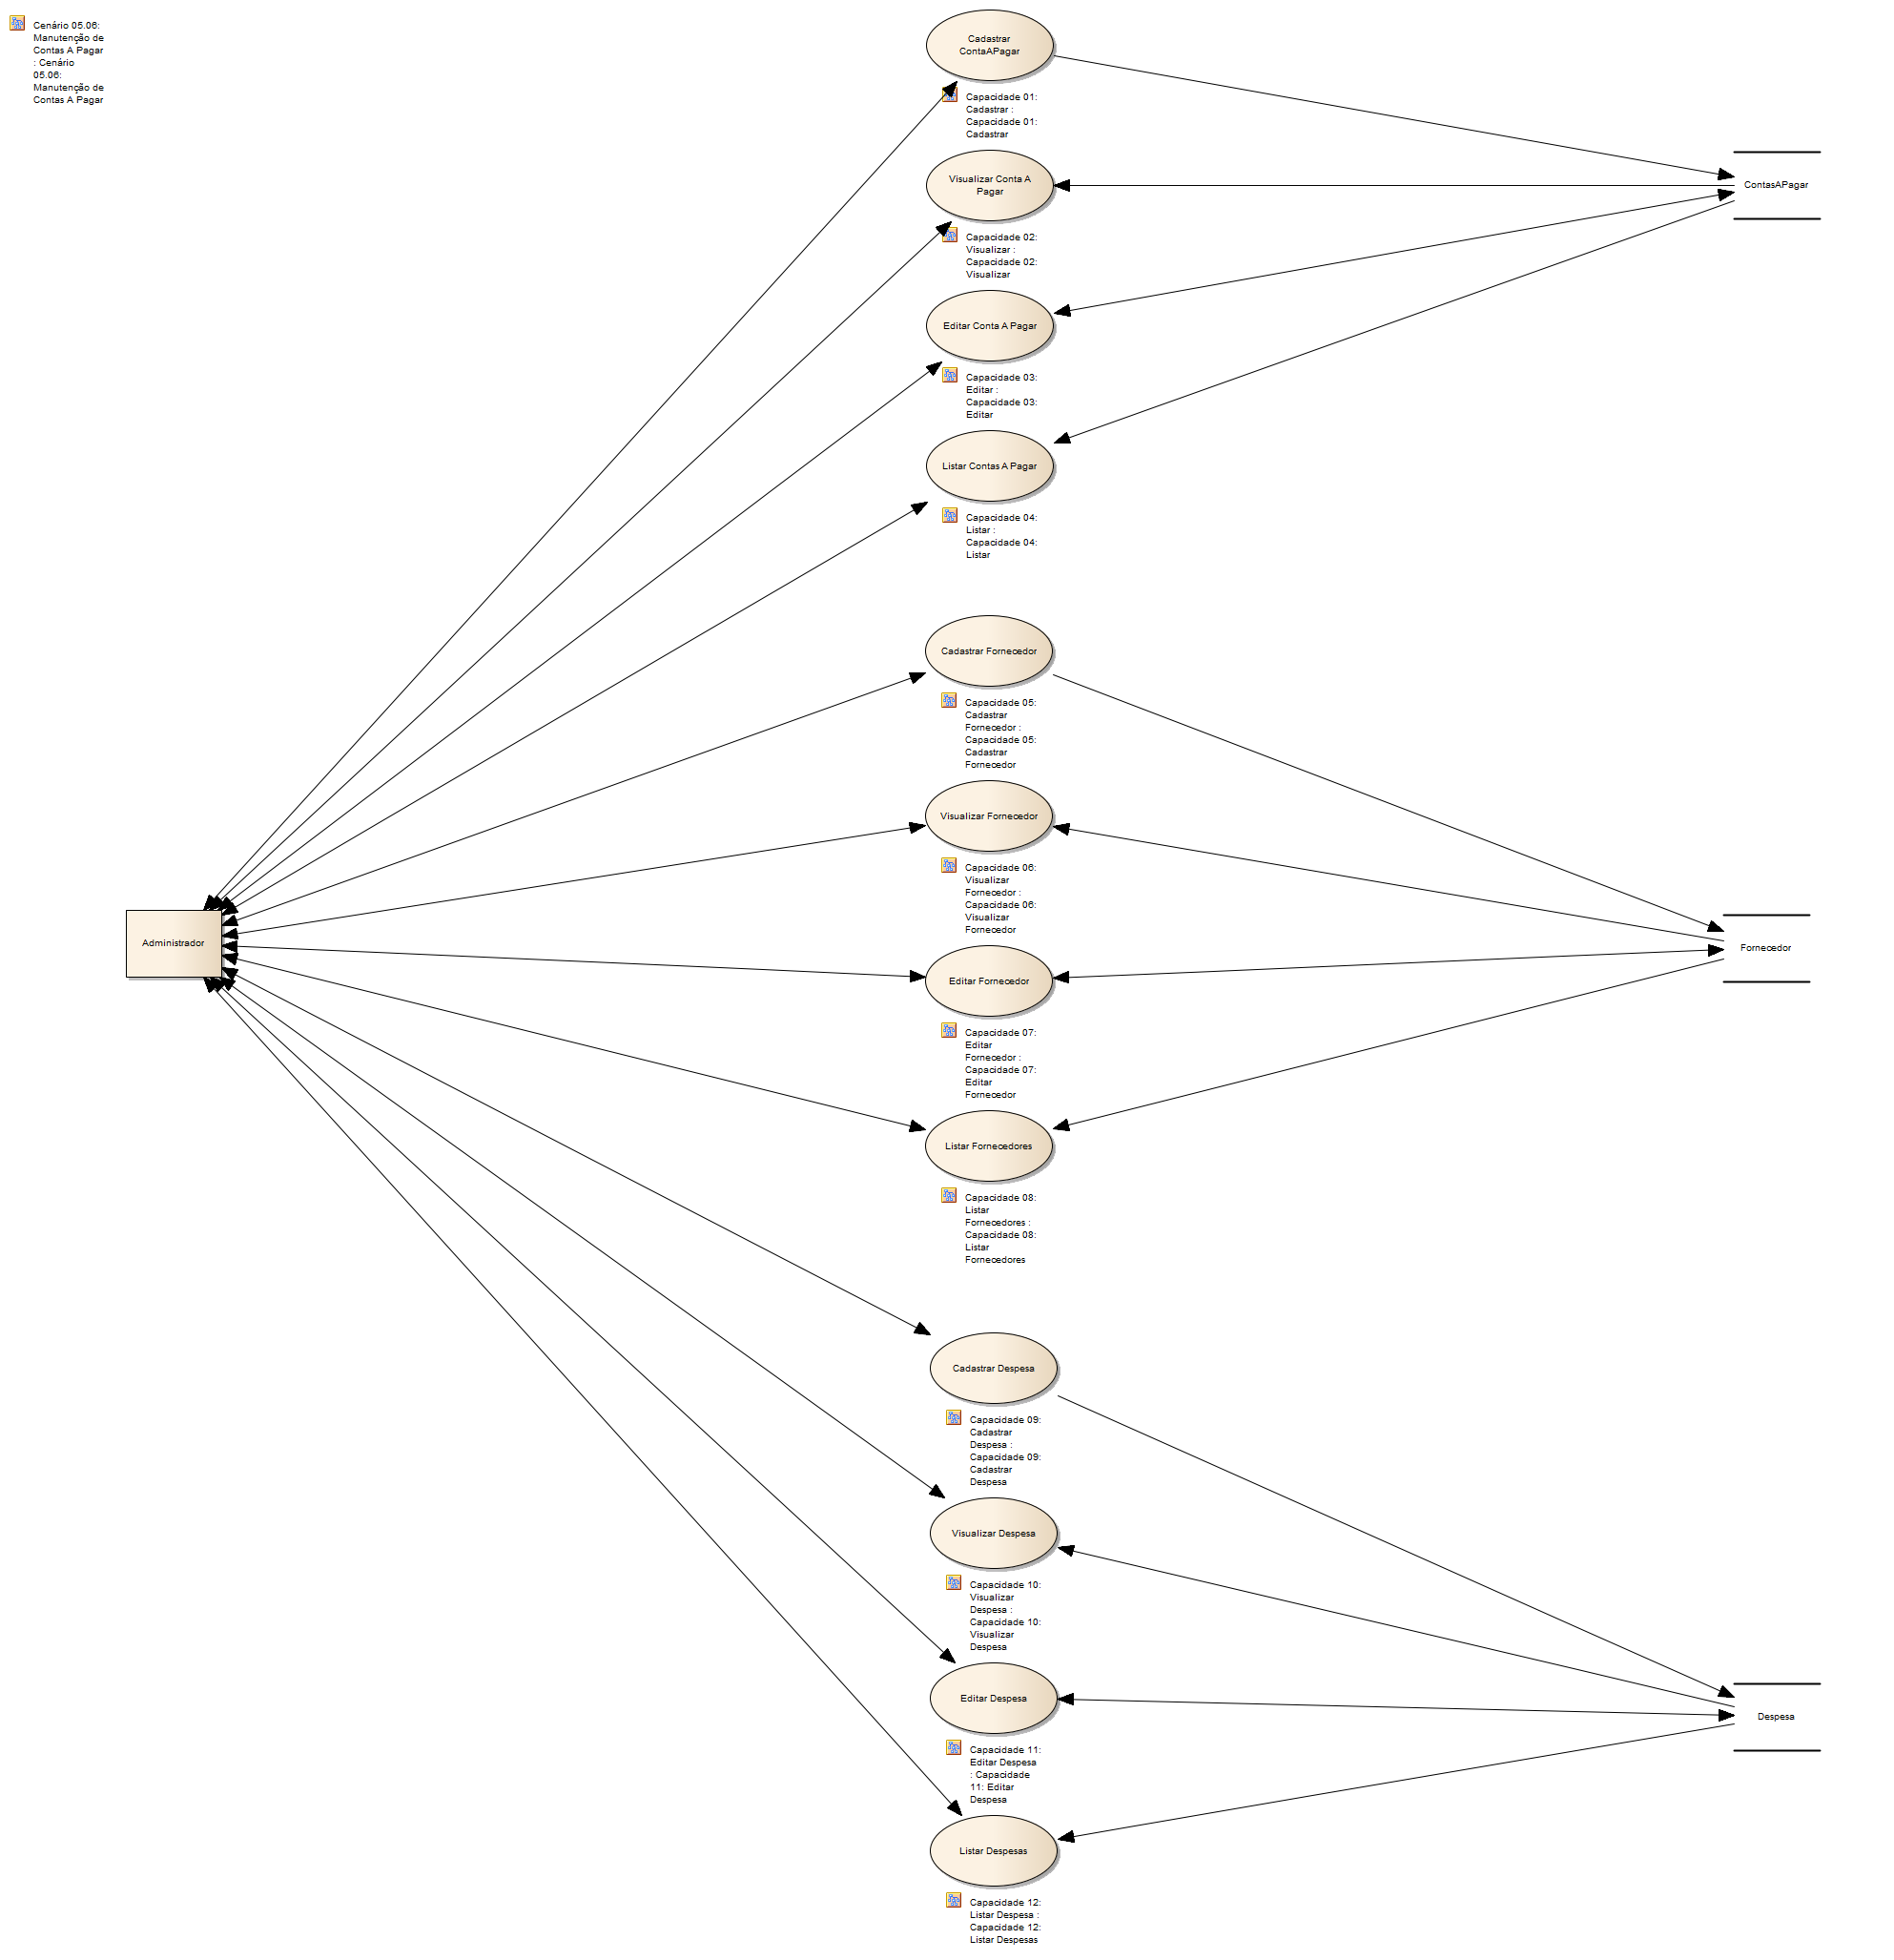 Cenário 05.06:
Manutenção de
Contas A Pagar
: Cenário
05.06:
Manutenção de
Contas A Pagar
Cadastrar
ContaAPagar
Capacidade 01:
Cadastrar :
Capacidade 01:
Cadastrar
Visualizar Conta A
Pagar
ContasAPagar
Capacidade 02:
Visualizar :
Capacidade 02:
Visualizar
Editar Conta A Pagar
Capacidade 03:
Editar :
Capacidade 03:
Editar
Listar Contas A Pagar
Capacidade 04:
Listar :
Capacidade 04:
Listar
Cadastrar Fornecedor
Capacidade 05:
Cadastrar
Fornecedor :
Capacidade 05:
Cadastrar
Fornecedor
Visualizar Fornecedor
Capacidade 06:
Visualizar
Fornecedor :
Capacidade 06:
Visualizar
Fornecedor
Administrador
Fornecedor
Editar Fornecedor
Capacidade 07:
Editar
Fornecedor :
Capacidade 07:
Editar
Fornecedor
Listar Fornecedores
Capacidade 08:
Listar
Fornecedores :
Capacidade 08:
Listar
Fornecedores
Cadastrar Despesa
Capacidade 09:
Cadastrar
Despesa :
Capacidade 09:
Cadastrar
Despesa
Visualizar Despesa
Capacidade 10:
Visualizar
Despesa :
Capacidade 10:
Visualizar
Despesa
Editar Despesa
Despesa
Capacidade 11:
Editar Despesa
: Capacidade
11: Editar
Despesa
Listar Despesas
Capacidade 12:
Listar Despesa :
Capacidade 12:
Listar Despesas